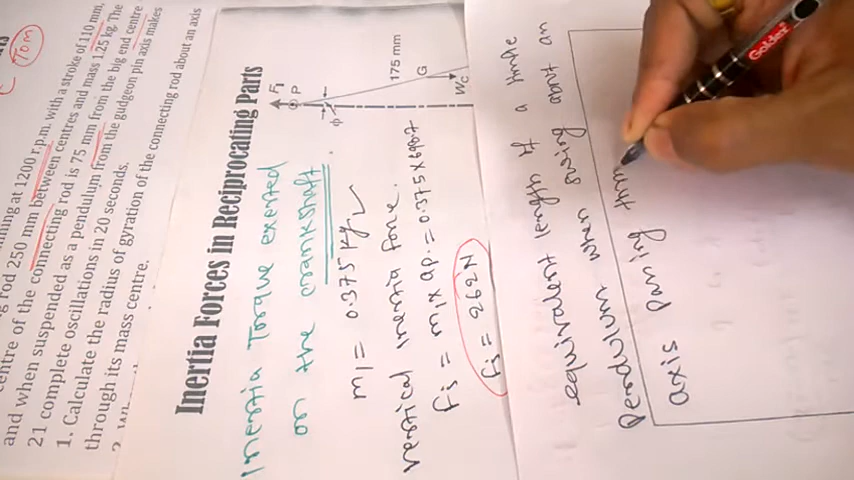 Tom
nning at 1200 r.p.m. with a stroke of 110 mm,
g rod 250 mm between centres and mass 1.25 kg. The
centre of the connecting rod is 75 mm from the big end centre
and when suspended as a pendulum from the gudgeon pin axis makes
21 complete oscillations in 20 seconds.
1. Calculate the radius of gyration of the connecting rod about an axis
through its mass centre.
Inertia Forces in Reciprocating Parts
Inertia Torque exerted
on the crankshaft.
m1 = 0.375 kg
vertical inertia force.
Fi = m1 x ap = 0.375 x 698.7
Fi = 262 N
FI
P
φ
175 mm
G
WC
equivalent length of a simple
Pendulum when swing about an
axis passing thro
Goldex